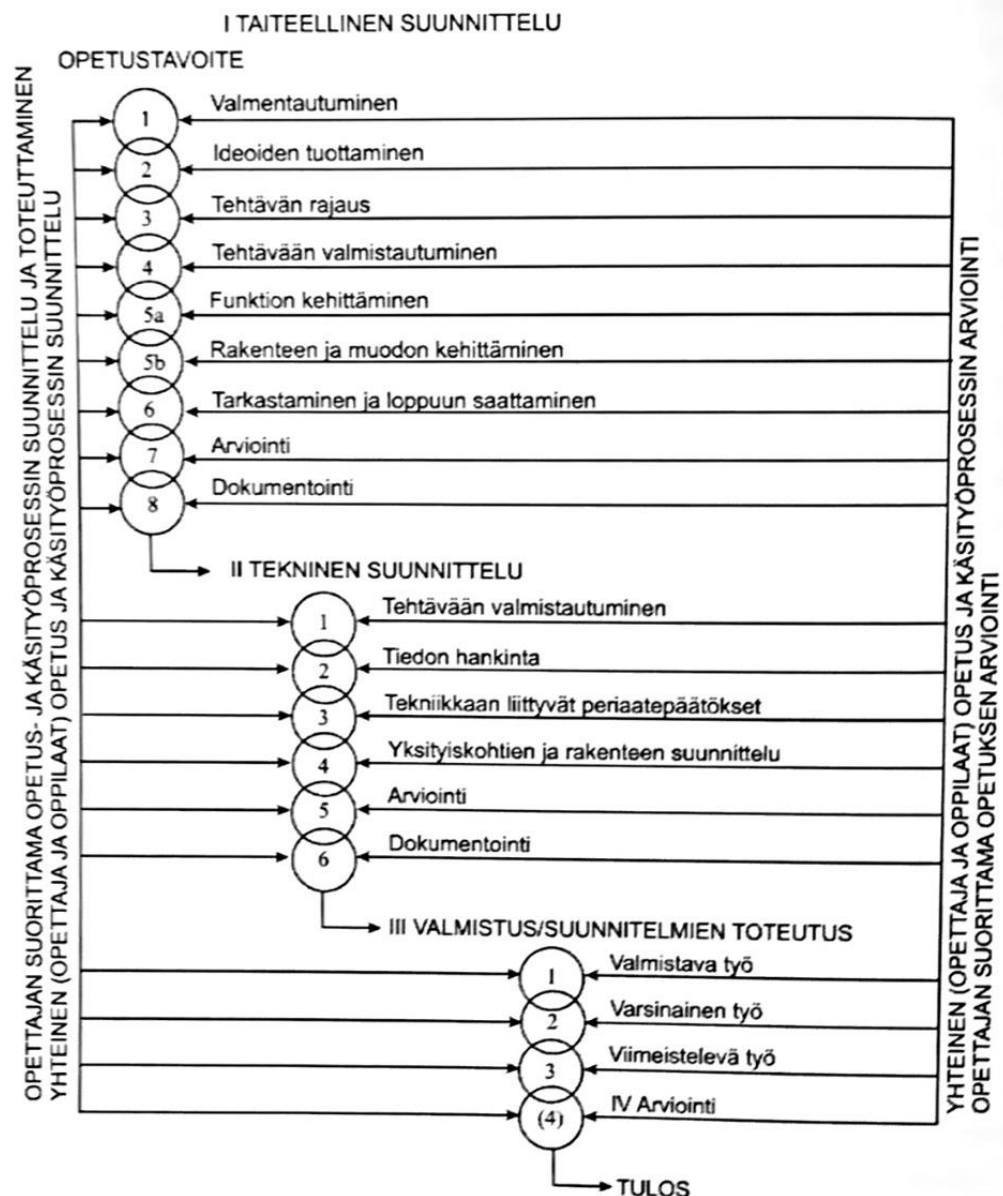 I TAITEELLINEN SUUNNITTELU
OPETUSTAVOITE
1 Valmentautuminen
2 Ideoiden tuottaminen
3 Tehtävän rajaus
4 Tehtävään valmistautuminen
5a Funktion kehittäminen
5b Rakenteen ja muodon kehittäminen
6 Tarkastaminen ja loppuun saattaminen
7 Arviointi
8 Dokumentointi
II TEKNINEN SUUNNITTELU
1 Tehtävään valmistautuminen
2 Tiedon hankinta
3 Tekniikkaan liittyvät periaatepäätökset
4 Yksityiskohtien ja rakenteen suunnittelu
5 Arviointi
6 Dokumentointi
III VALMISTUS/SUUNNITELMIEN TOTEUTUS
1 Valmistava työ
2 Varsinainen työ
3 Viimeistelevä työ
(4) IV Arviointi
TULOS
OPETTAJAN SUORITTAMA OPETUS- JA KÄSITYÖPROSESSIN SUUNNITTELU JA TOTEUTTAMINEN
YHTEINEN (OPETTAJA JA OPPILAAT) OPETUS JA KÄSITYÖPROSESSIN SUUNNITTELU
YHTEINEN (OPETTAJA JA OPPILAAT) OPETUS JA KÄSITYÖPROSESSIN ARVIOINTI
OPETTAJAN SUORITTAMA OPETUKSEN ARVIOINTI